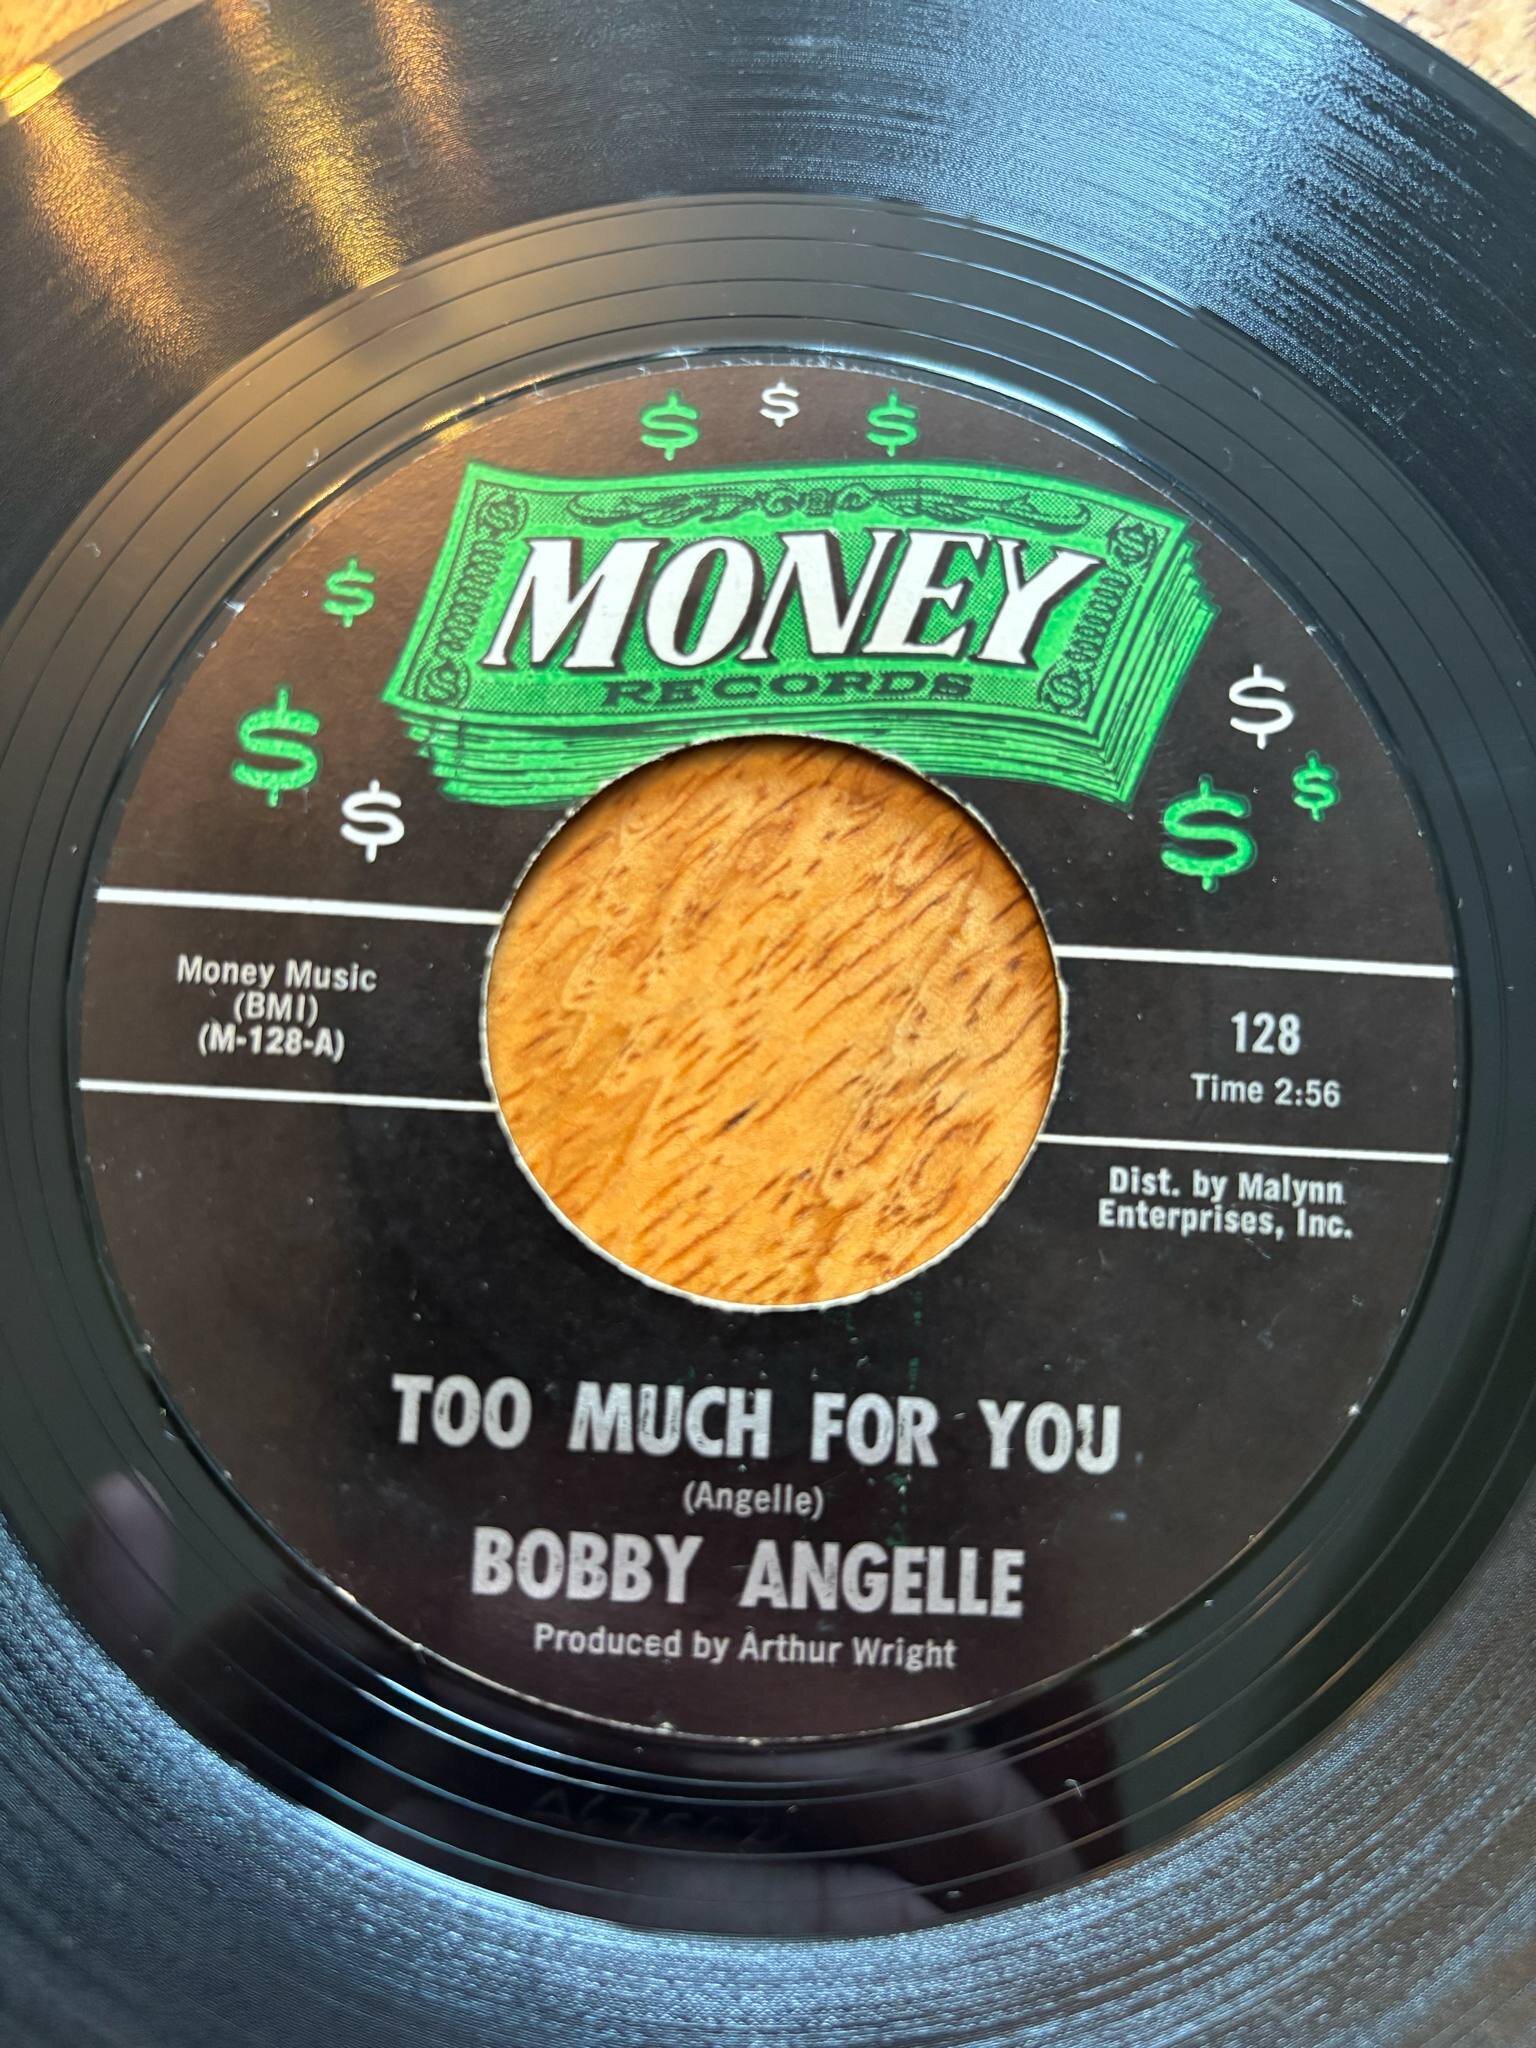 MONEY
RECORDS
Money Music
(BMI)
(M-128-A)
128
Time 2:56
Dist. by Malynn
Enterprises, Inc.
TOO MUCH FOR YOU
(Angelle)
BOBBY ANGELLE
Produced by Arthur Wright